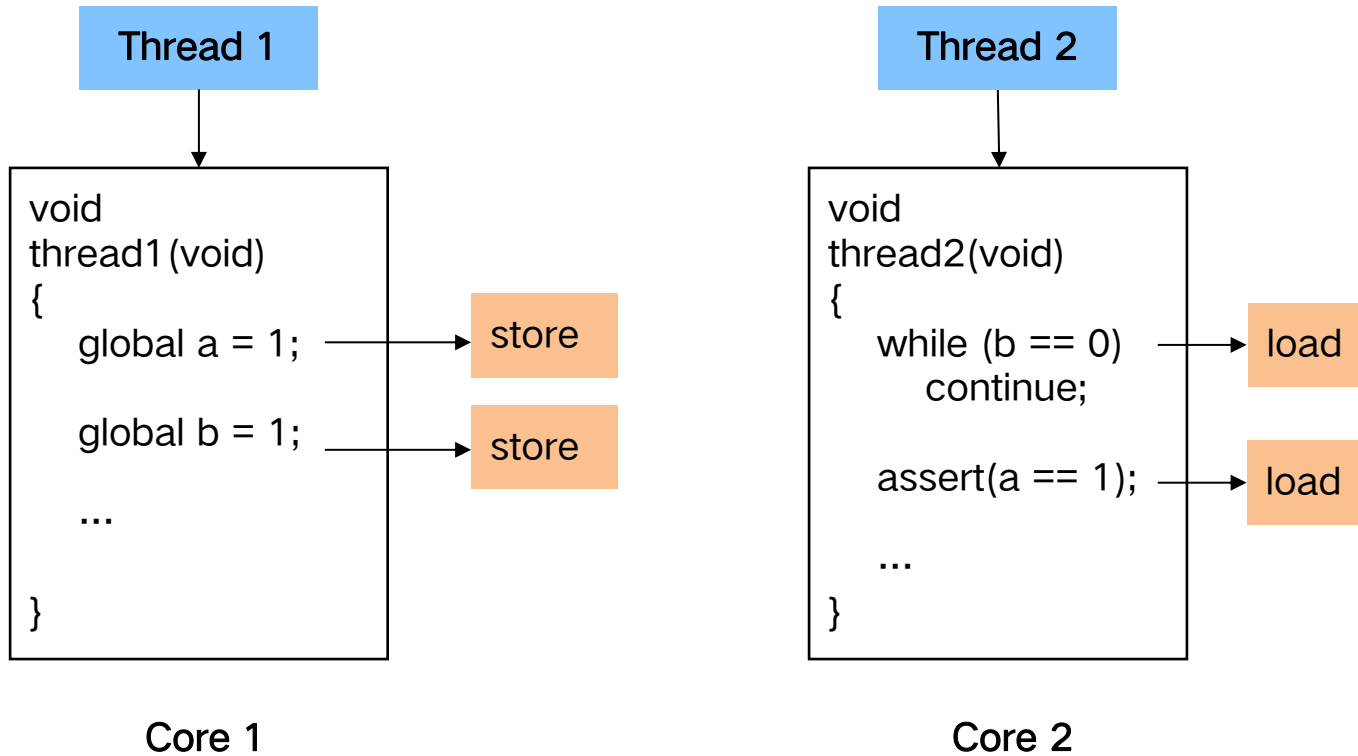 Thread 1
void
thread1(void)
{
global a = 1;
store
global b = 1;
store
...
}
Core 1
Thread 2
void
thread2(void)
{
while (b == 0)
load
continue;
assert(a == 1);
load
...
}
Core 2